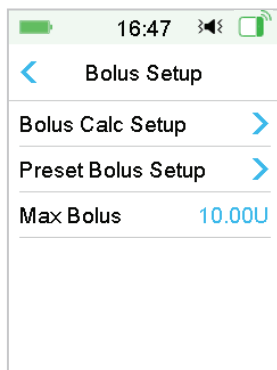 16:47
Bolus Setup
Bolus Calc Setup
Preset Bolus Setup
Max Bolus 10.00U